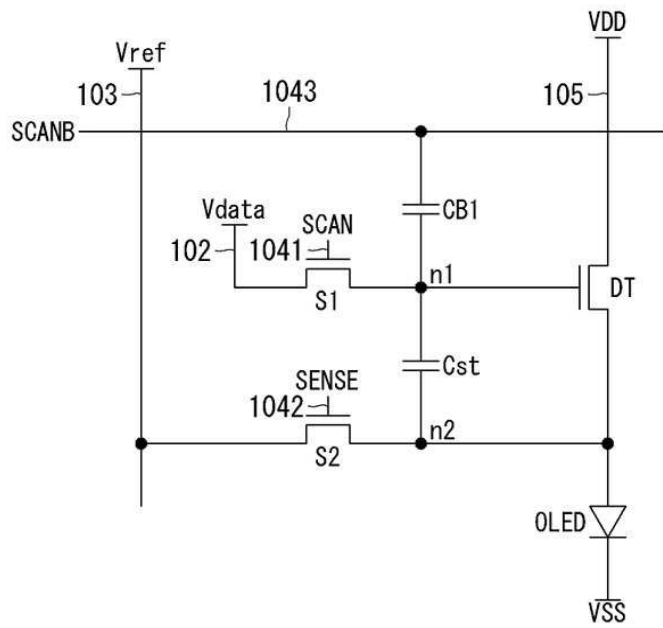 VDD
Vref
103
1043
105
SCANB
CB1
Vdata
SCAN
102
1041
n1
DT
S1
Cst
SENSE
1042
n2
S2
OLED
VSS